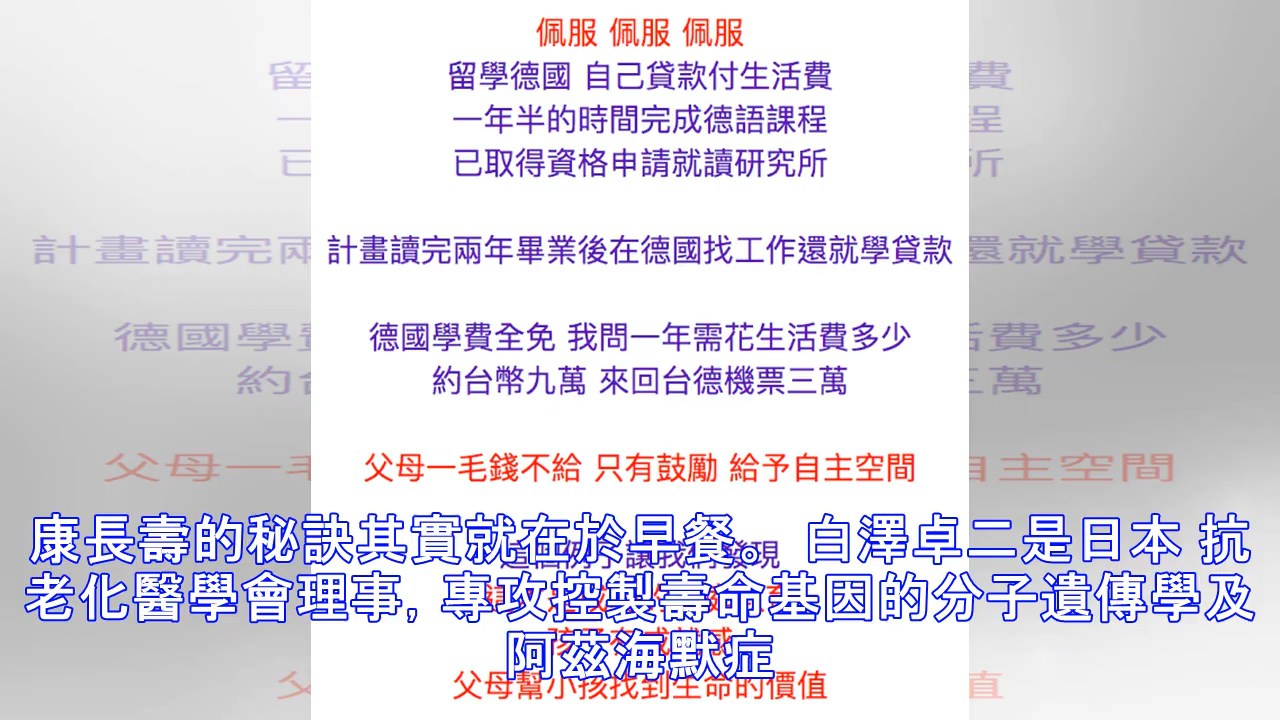 佩服 佩服 佩服
留學德國 自己貸款付生活費
一年半的時間完成德語課程
已取得資格申請就讀研究所
計畫讀完兩年畢業後在德國找工作還就學貸款
德國學費全免 我問一年需花生活費多少
約台幣九萬 來回台德機票三萬
父母一毛錢不給 只有鼓勵 給予自主空間
康長壽的秘訣其實就在於早餐。 白澤卓二是日本 抗
老化醫學會理事, 專攻控製壽命基因的分子遺傳學及
阿茲海默症
父母幫小孩找到生命的價值